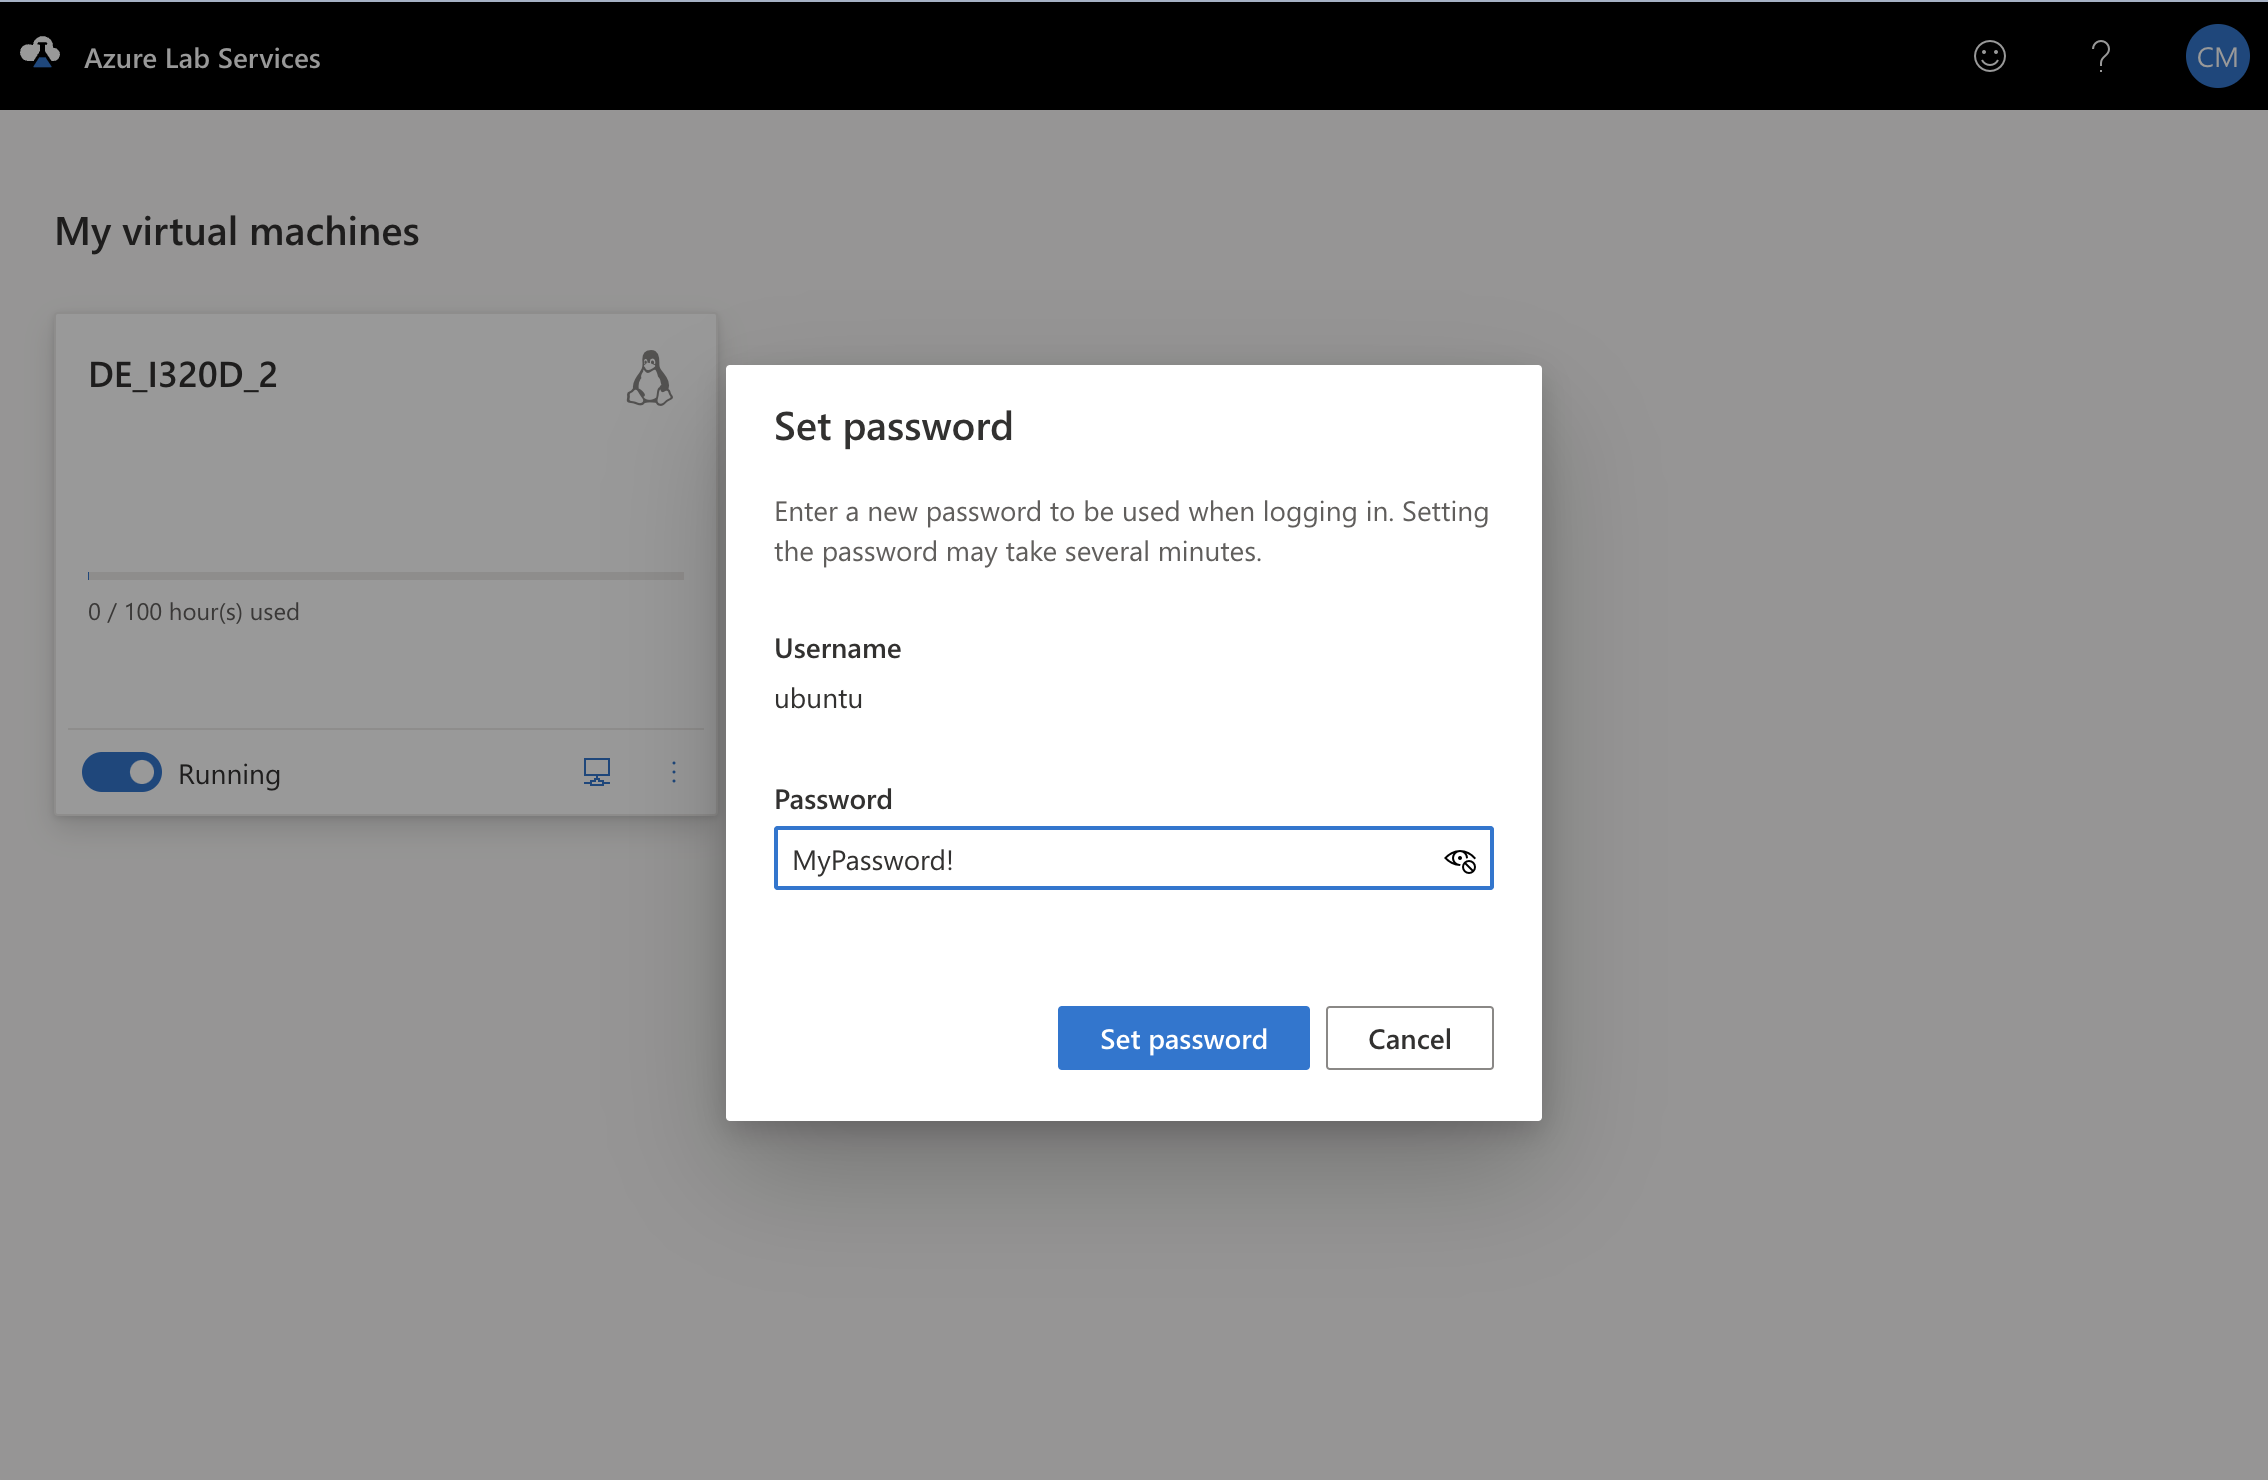 Azure Lab Services
CM
My virtual machines
DE_I320D_2
0 / 100 hour(s) used
Running
Set password
Enter a new password to be used when logging in. Setting
the password may take several minutes.
Username
ubuntu
Password
MyPassword!
Set password
Cancel